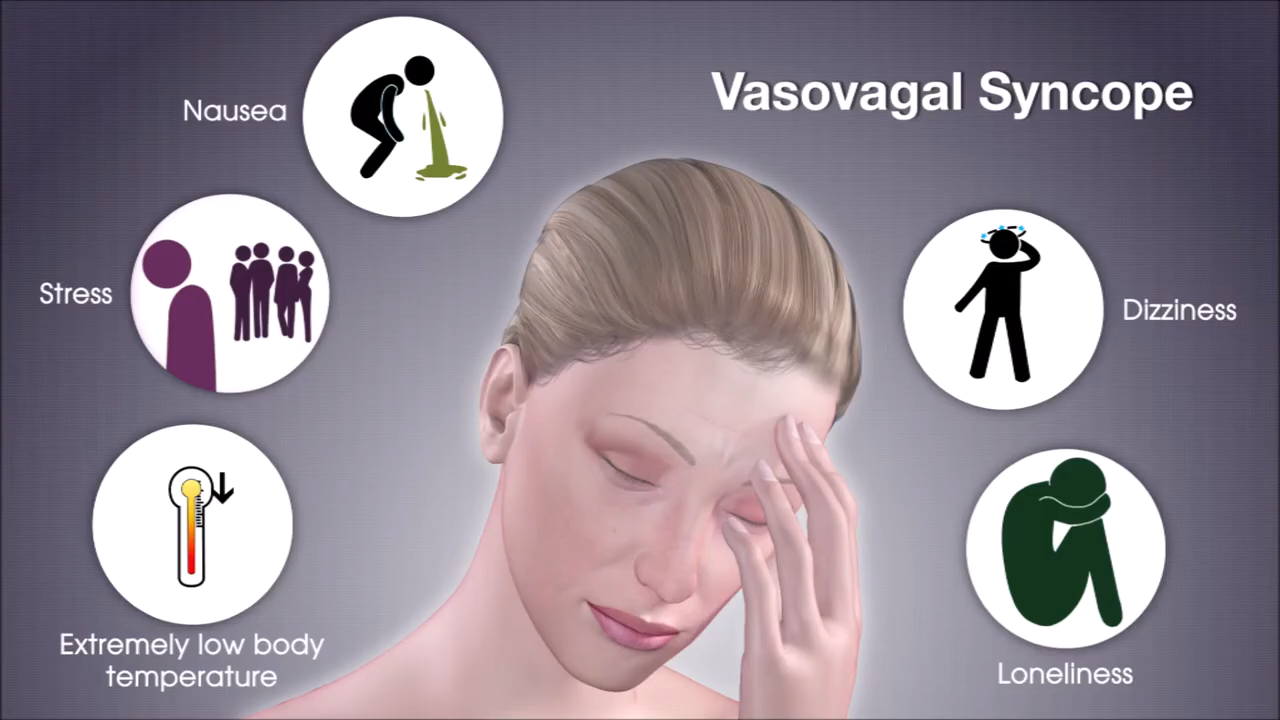 Vasovagal Syncope
Nausea
Stress
Dizziness
Extremely low body
temperature
Loneliness